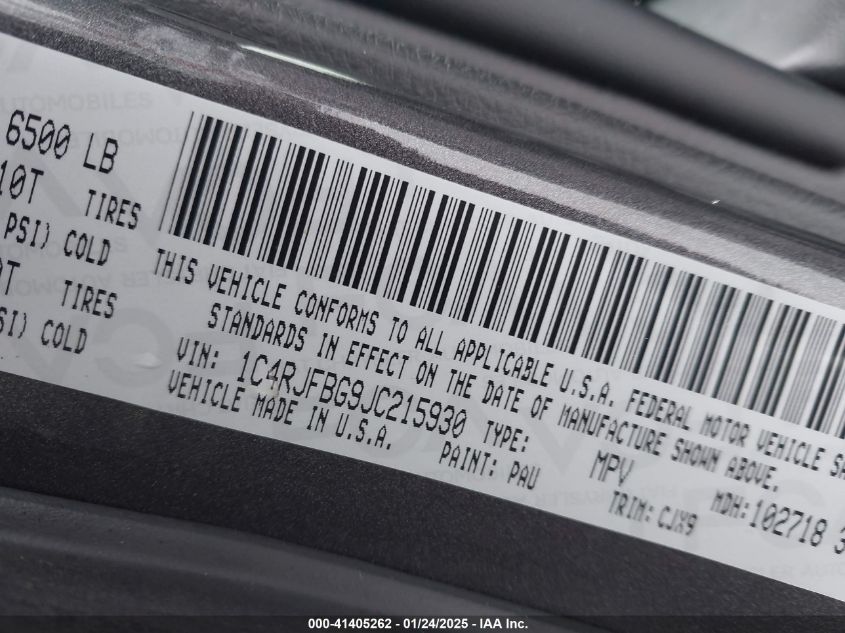 6500 LB
10T TIRES
PSI) COLD
TIRES
SI) COLD
THIS VEHICLE CONFORMS TO ALL APPLICABLE U.S.A. FEDERAL MOTOR VEHICLE SA
STANDARDS IN EFFECT ON THE DATE OF MANUFACTURE SHOWN ABOVE.
VIN: 1C4RJFBG9JC215930 TYPE: MPV MDH:102718 3
VEHICLE MADE IN U.S.A. PAINT: PAU TRIM: CJX9
000-41405262 - 01/24/2025 - IAA Inc.